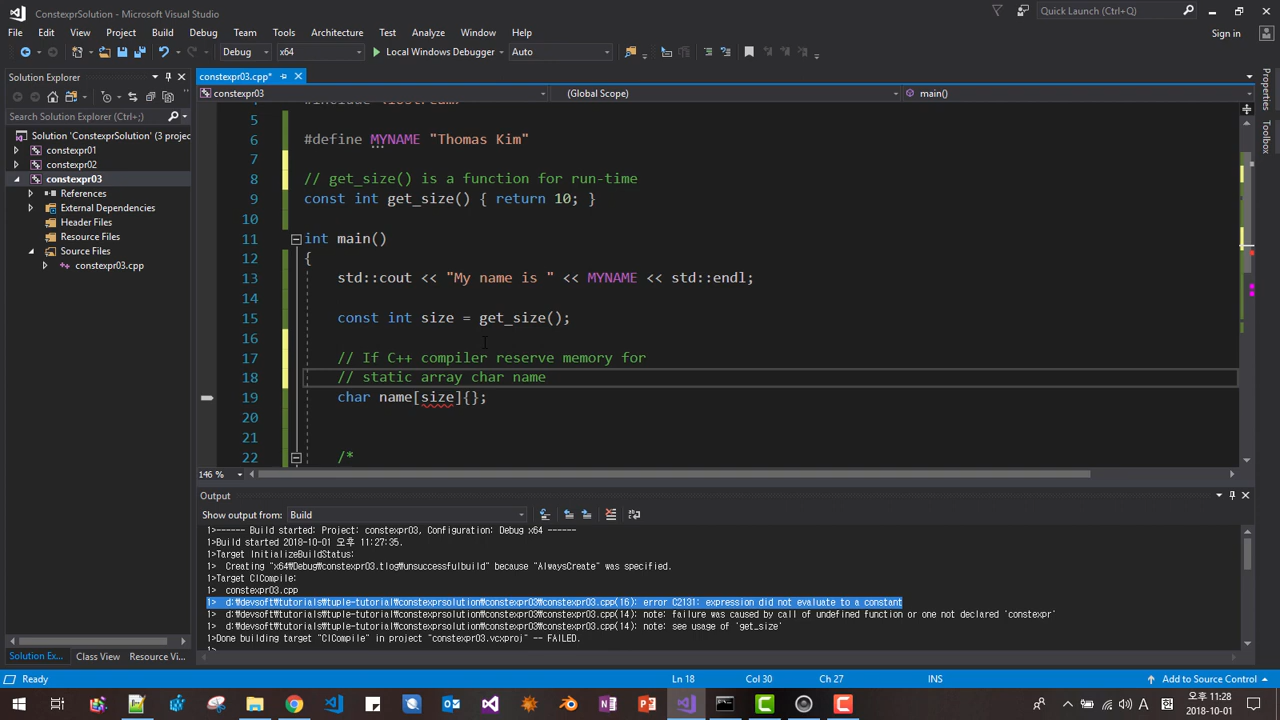 ConstexprSolution - Microsoft Visual Studio
Quick Launch (Ctrl+Q)
File Edit View Project Build Debug Team Tools Architecture Test Analyze Window Help
Sign in
Debug x64 Local Windows Debugger Auto
Solution Explorer
constexpr03.cpp*
constexpr03 (Global Scope) main()
Search Solution Explorer (Ctrl+;)
Solution 'ConstexprSolution' (3 projec
constexpr01
constexpr02
constexpr03
References
External Dependencies
Header Files
Resource Files
Source Files
constexpr03.cpp
Properties
Toolbox
5
6 #define MYNAME "Thomas Kim"
7
8 // get_size() is a function for run-time
9 const int get_size() { return 10; }
10
11 int main()
12 {
13 std::cout << "My name is " << MYNAME << std::endl;
14
15 const int size = get_size();
16
17 // If C++ compiler reserve memory for
18 // static array char name
19 char name[size]{};
20
21
22 /*
146 %
Output
Show output from: Build
1>------ Build started: Project: constexpr03, Configuration: Debug x64 ------
1>Build started 2018-10-01 오후 11:27:35.
1>Target InitializeBuildStatus:
1> Creating "x64₩Debug₩constexpr03.tlog₩unsuccessfulbuild" because "AlwaysCreate" was specified.
1>Target ClCompile:
1> constexpr03.cpp
1> d:₩devsoft₩tutorials₩tuple-tutorial₩constexprsolution₩constexpr03₩constexpr03.cpp(16): error C2131: expression did not evaluate to a constant
1> d:₩devsoft₩tutorials₩tuple-tutorial₩constexprsolution₩constexpr03₩constexpr03.cpp(14): note: failure was caused by call of undefined function or one not declared 'constexpr'
1> d:₩devsoft₩tutorials₩tuple-tutorial₩constexprsolution₩constexpr03₩constexpr03.cpp(14): note: see usage of 'get_size'
1>Done building target "ClCompile" in project "constexpr03.vcxproj" -- FAILED.
1>
Solution Ex... Class View Resource Vi...
Ready Ln 18 Col 30 Ch 27 INS Add to Source Control
A 오후 11:28
2018-10-01